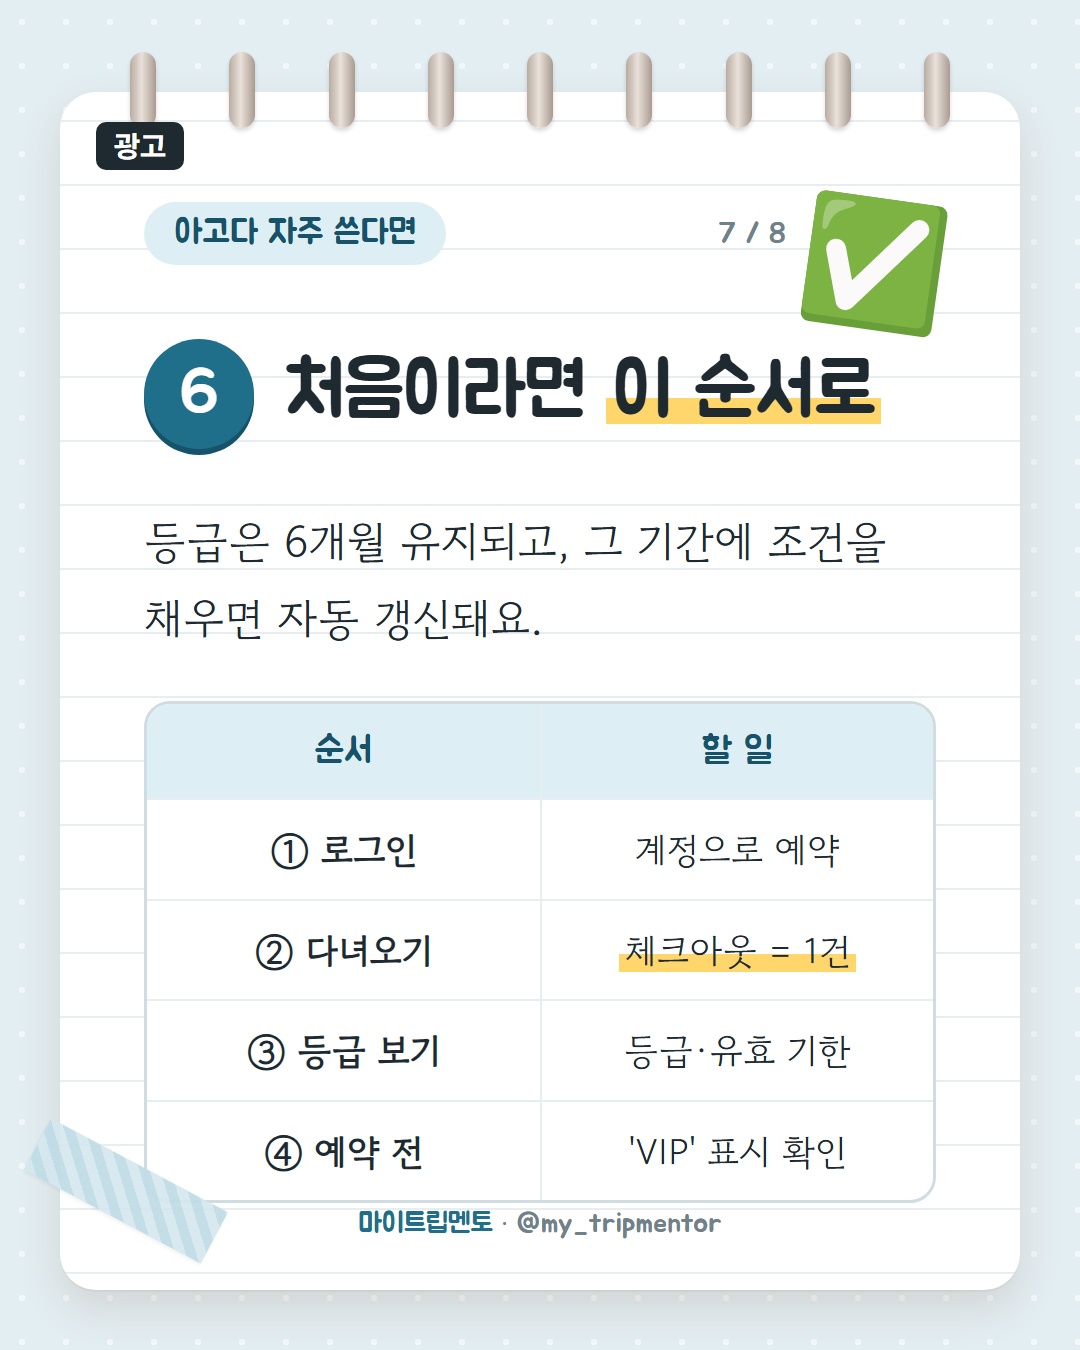 광고
아고다 자주 쓴다면
7 / 8
6 처음이라면 이 순서로
등급은 6개월 유지되고, 그 기간에 조건을
채우면 자동 갱신돼요.
순서 할 일
① 로그인 계정으로 예약
② 다녀오기 체크아웃 = 1건
③ 등급 보기 등급·유효 기한
④ 예약 전 'VIP' 표시 확인
마이트립멘토 · @my_tripmentor